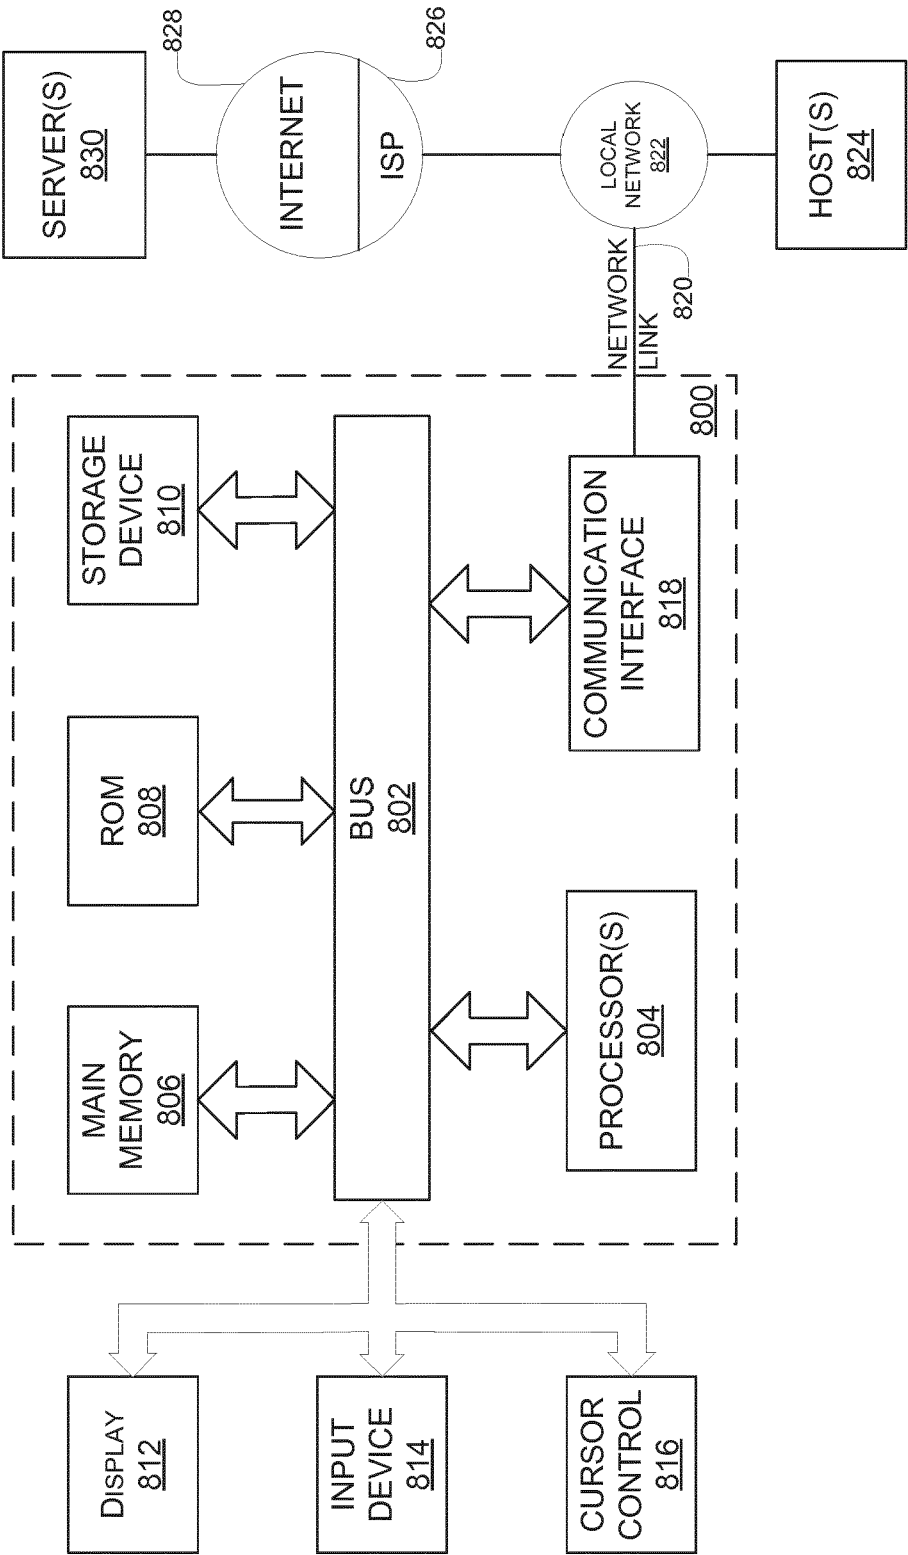 DISPLAY
812
INPUT
DEVICE
814
CURSOR
CONTROL
816
MAIN
MEMORY
806
ROM
808
STORAGE
DEVICE
810
BUS
802
PROCESSOR(S)
804
COMMUNICATION
INTERFACE
818
800
NETWORK
LINK
820
SERVER(S)
830
828
INTERNET
ISP
826
LOCAL
NETWORK
822
HOST(S)
824